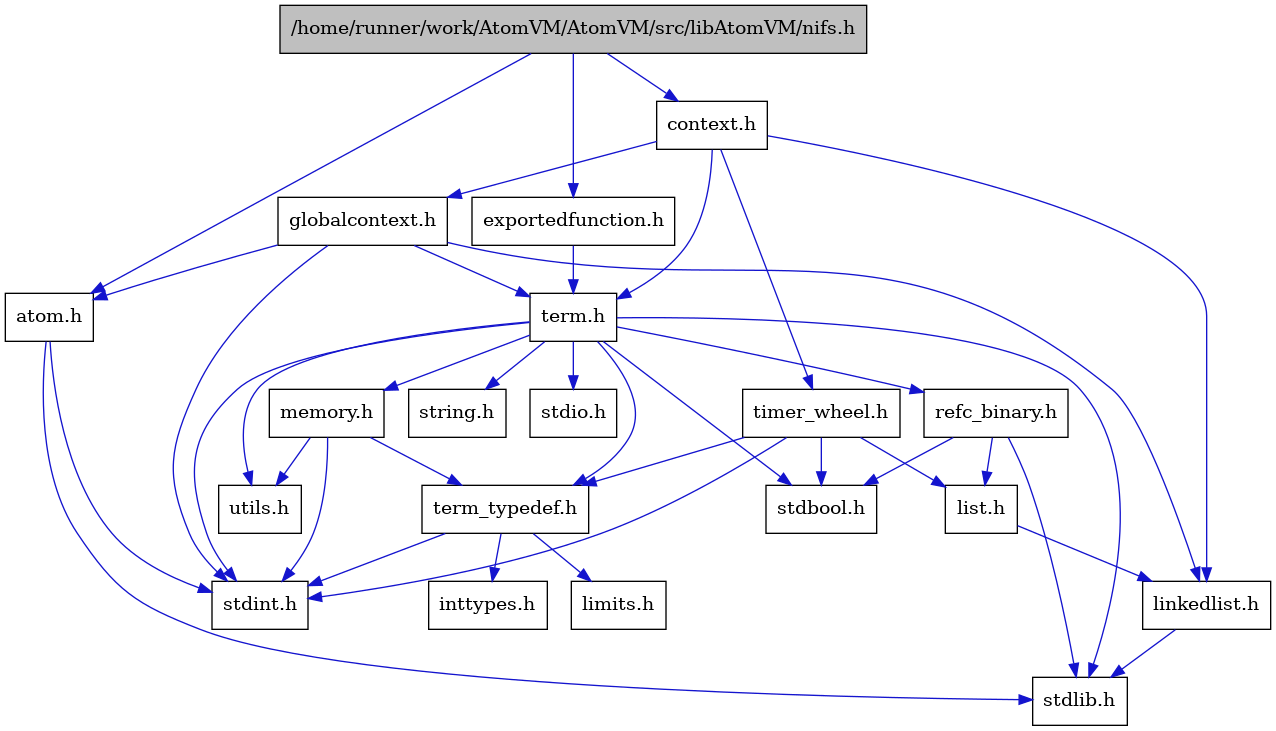 /home/runner/work/AtomVM/AtomVM/src/libAtomVM/nifs.h
context.h
globalcontext.h
exportedfunction.h
atom.h
term.h
memory.h
string.h
stdio.h
timer_wheel.h
refc_binary.h
utils.h
term_typedef.h
stdbool.h
list.h
stdint.h
inttypes.h
limits.h
linkedlist.h
stdlib.h